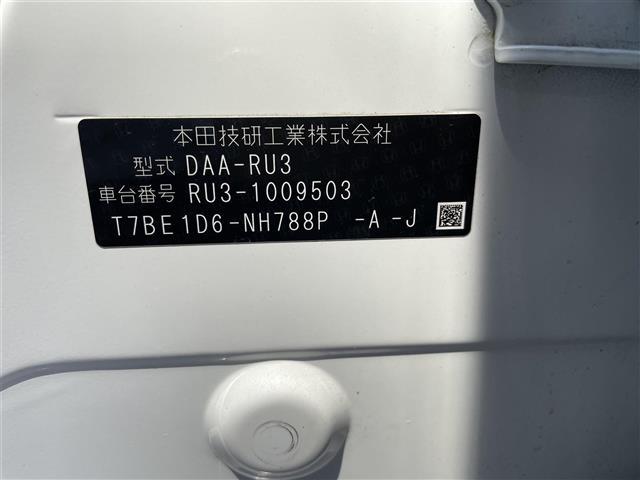 本田技研工業株式会社
型式 DAA-RU3
車台番号 RU3-1009503
T7BE1D6-NH788P -A -J